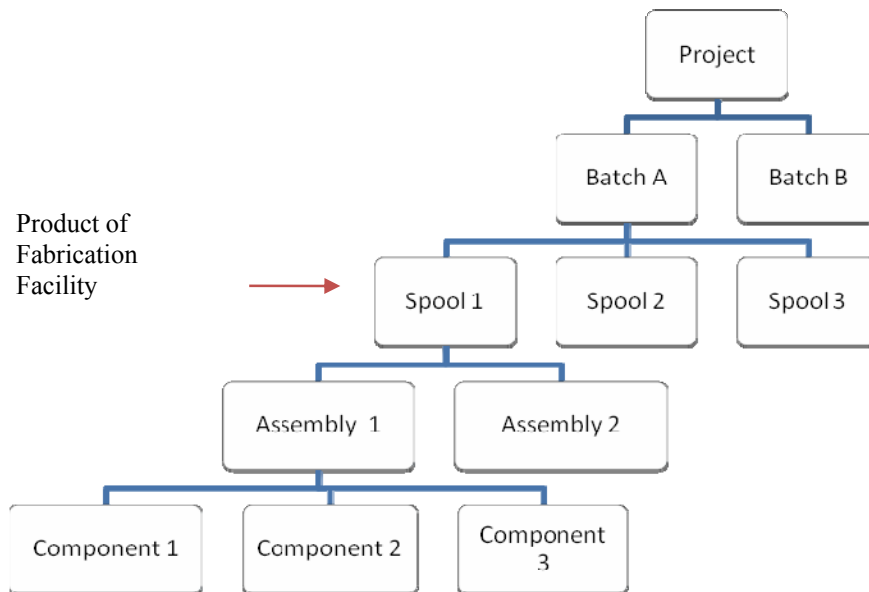 Project
Batch A
Batch B
Product of
Fabrication
Facility
Spool 1
Spool 2
Spool 3
Assembly 1
Assembly 2
Component 1
Component 2
Component
3